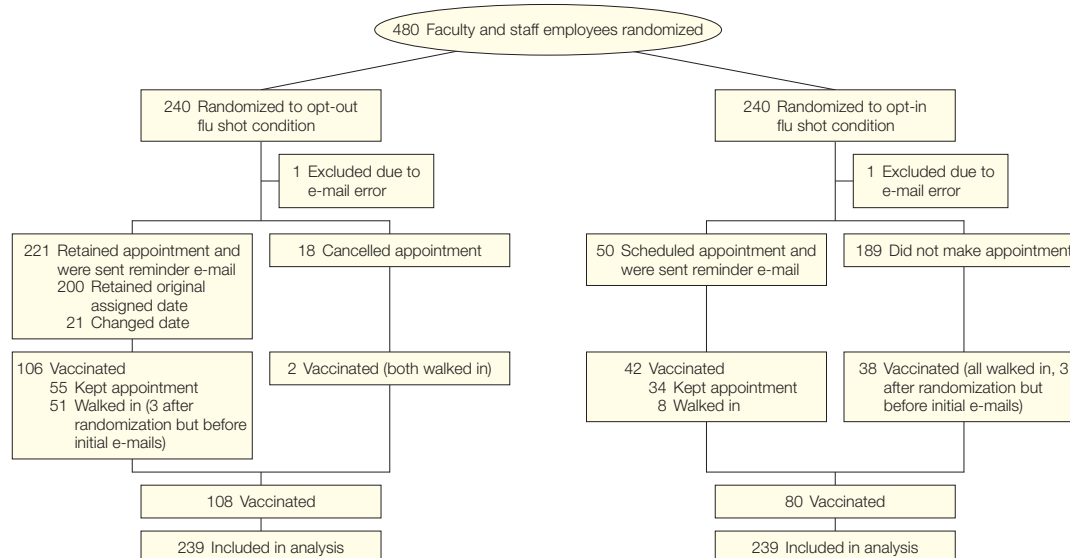 480 Faculty and staff employees randomized
240 Randomized to opt-out
flu shot condition
1 Excluded due to
e-mail error
221 Retained appointment and
were sent reminder e-mail
200 Retained original
assigned date
21 Changed date
18 Cancelled appointment
106 Vaccinated
55 Kept appointment
51 Walked in (3 after
randomization but before
initial e-mails)
2 Vaccinated (both walked in)
108 Vaccinated
239 Included in analysis
240 Randomized to opt-in
flu shot condition
1 Excluded due to
e-mail error
50 Scheduled appointment and
were sent reminder e-mail
189 Did not make appointment
42 Vaccinated
34 Kept appointment
8 Walked in
38 Vaccinated (all walked in, 3
after randomization but
before initial e-mails)
80 Vaccinated
239 Included in analysis